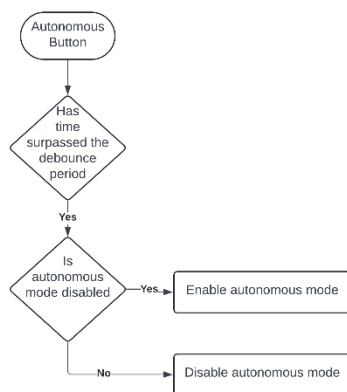 Autonomous
Button
Has
time
surpassed the
debounce
period
Yes
Is
autonomous
mode disabled
Yes
Enable autonomous mode
No
Disable autonomous mode